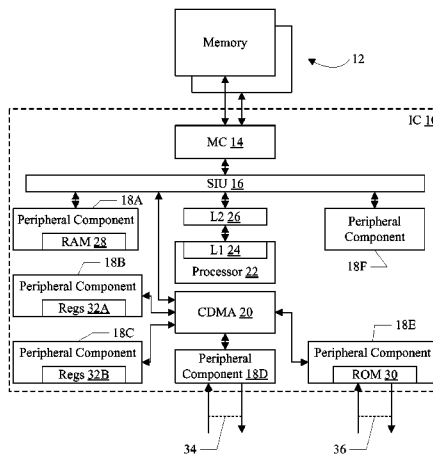 Memory
12
IC 10
MC 14
SIU 16
18A
Peripheral Component
RAM 28
L2 26
Peripheral
Component
18F
L1 24
Processor 22
18B
Peripheral Component
Regs 32A
CDMA 20
18C
Peripheral Component
Regs 32B
Peripheral
Component 18D
18E
Peripheral Component
ROM 30
34
36